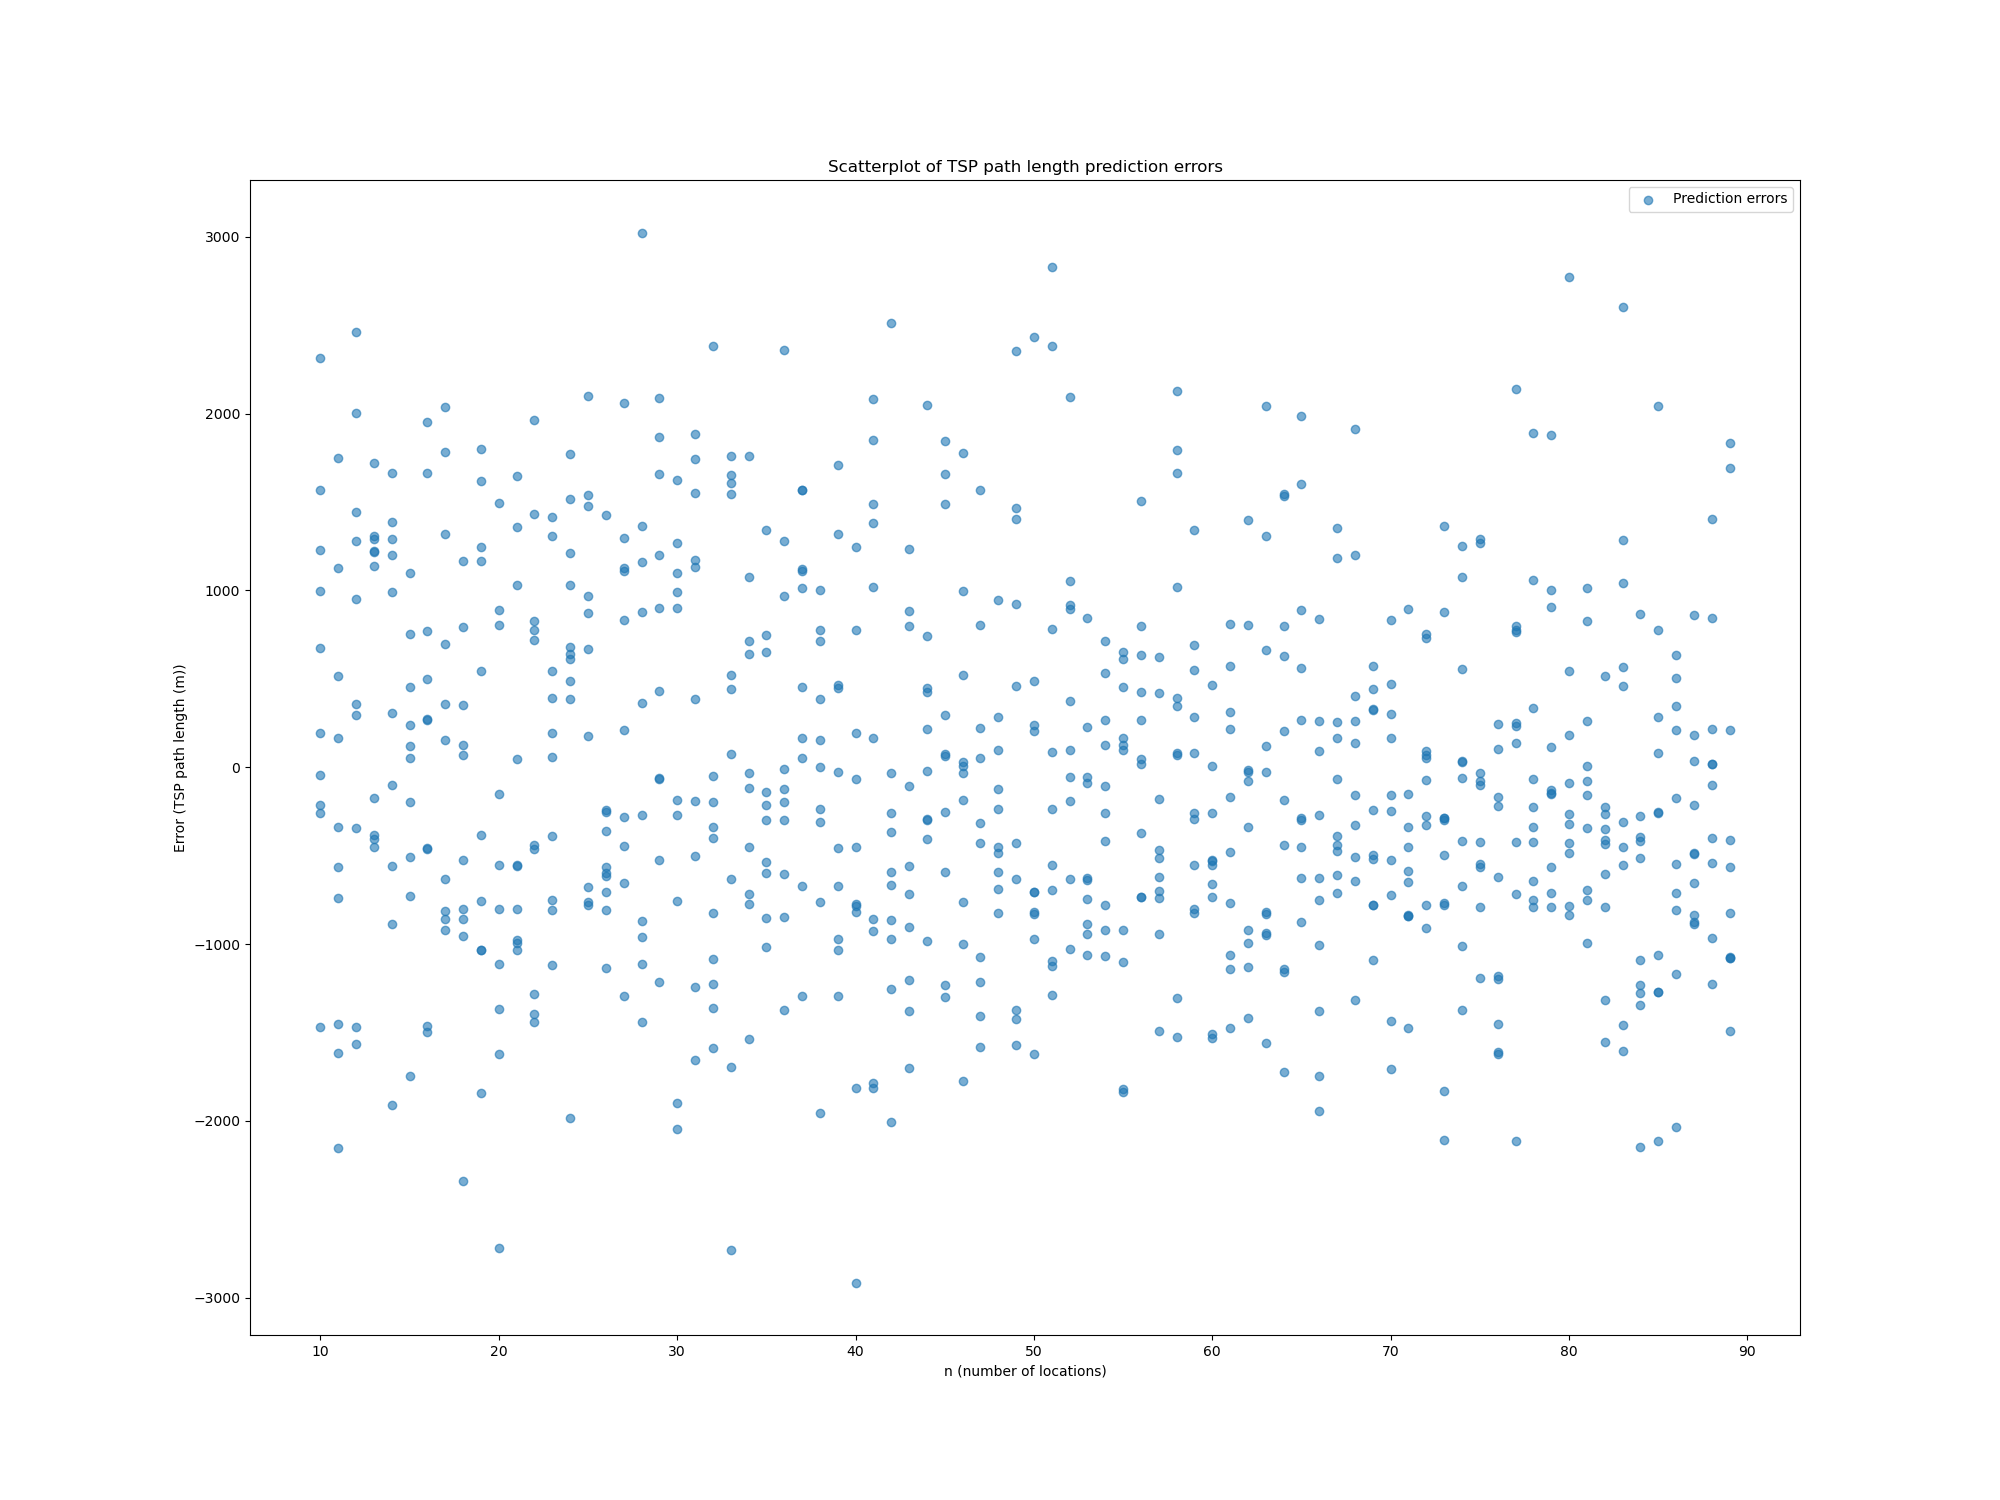 Scatterplot of TSP path length prediction errors
Prediction errors
3000
2000
1000
0
−1000
−2000
−3000
Error (TSP path length (m))
10 20 30 40 50 60 70 80 90
n (number of locations)